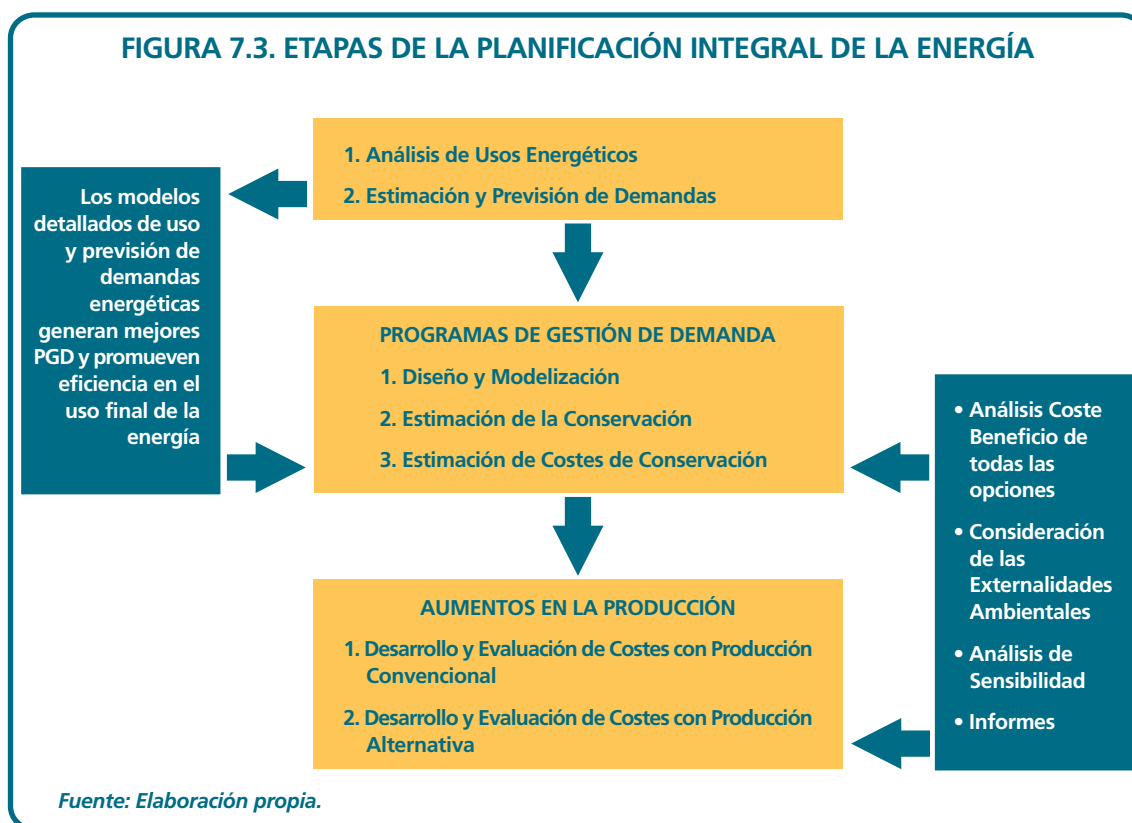 FIGURA 7.3. ETAPAS DE LA PLANIFICACIÓN INTEGRAL DE LA ENERGÍA
1. Análisis de Usos Energéticos
2. Estimación y Previsión de Demandas
Los modelos
detallados de uso
y previsión de
demandas
energéticas
generan mejores
PGD y promueven
eficiencia en el
uso final de la
energía
PROGRAMAS DE GESTIÓN DE DEMANDA
1. Diseño y Modelización
2. Estimación de la Conservación
3. Estimación de Costes de Conservación
• Análisis Coste
Beneficio de
todas las
opciones
• Consideración
de las
Externalidades
Ambientales
• Análisis de
Sensibilidad
• Informes
AUMENTOS EN LA PRODUCCIÓN
1. Desarrollo y Evaluación de Costes con Producción
Convencional
2. Desarrollo y Evaluación de Costes con Producción
Alternativa
Fuente: Elaboración propia.